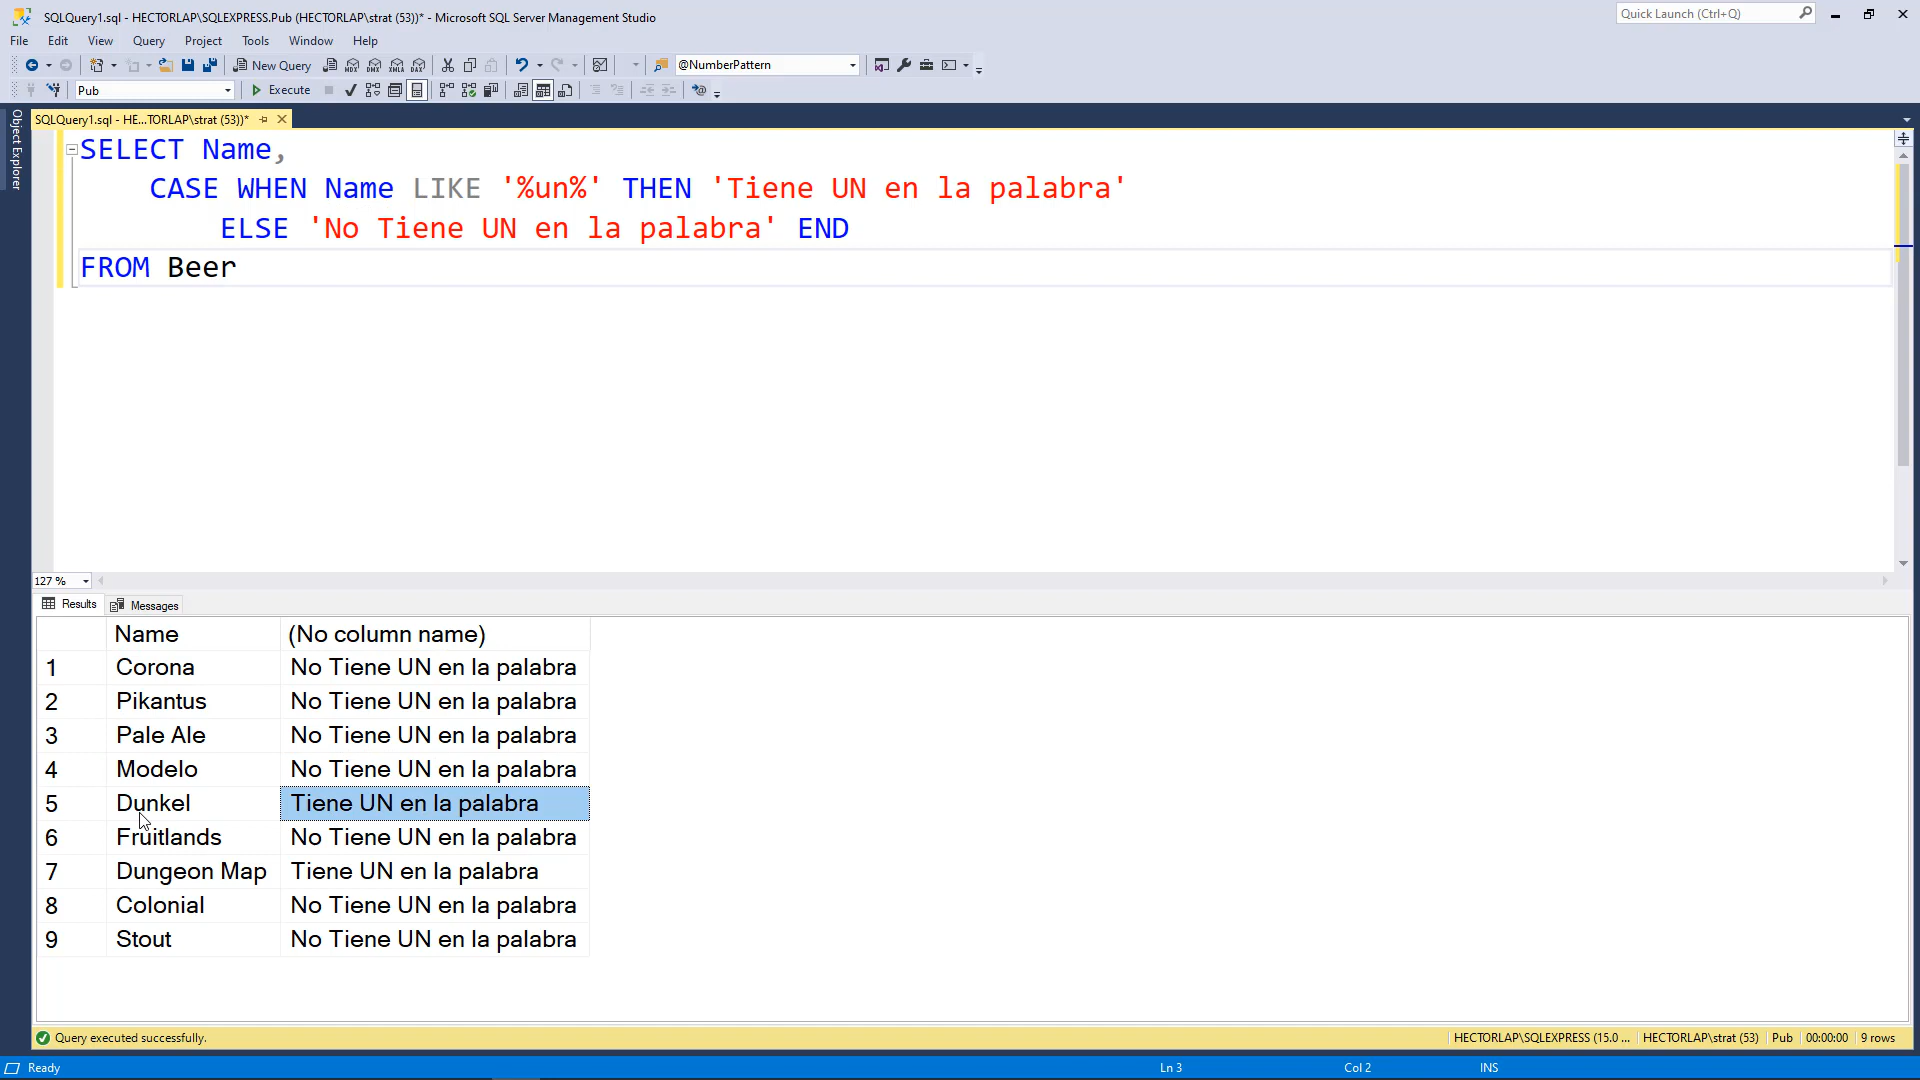 SQLQuery1.sql - HECTORLAP\SQLEXPRESS.Pub (HECTORLAP\strat (53))* - Microsoft SQL Server Management Studio
Quick Launch (Ctrl+Q)
File Edit View Query Project Tools Window Help
New Query @NumberPattern
Pub Execute
Object Explorer
SQLQuery1.sql - HE...TORLAP\strat (53))*
SELECT Name,
CASE WHEN Name LIKE '%un%' THEN 'Tiene UN en la palabra'
ELSE 'No Tiene UN en la palabra' END
FROM Beer
127 %
Results Messages
Name (No column name)
1 Corona No Tiene UN en la palabra
2 Pikantus No Tiene UN en la palabra
3 Pale Ale No Tiene UN en la palabra
4 Modelo No Tiene UN en la palabra
5 Dunkel Tiene UN en la palabra
6 Fruitlands No Tiene UN en la palabra
7 Dungeon Map Tiene UN en la palabra
8 Colonial No Tiene UN en la palabra
9 Stout No Tiene UN en la palabra
Query executed successfully. HECTORLAP\SQLEXPRESS (15.0 ... HECTORLAP\strat (53) Pub 00:00:00 9 rows
Ready Ln 3 Col 2 INS